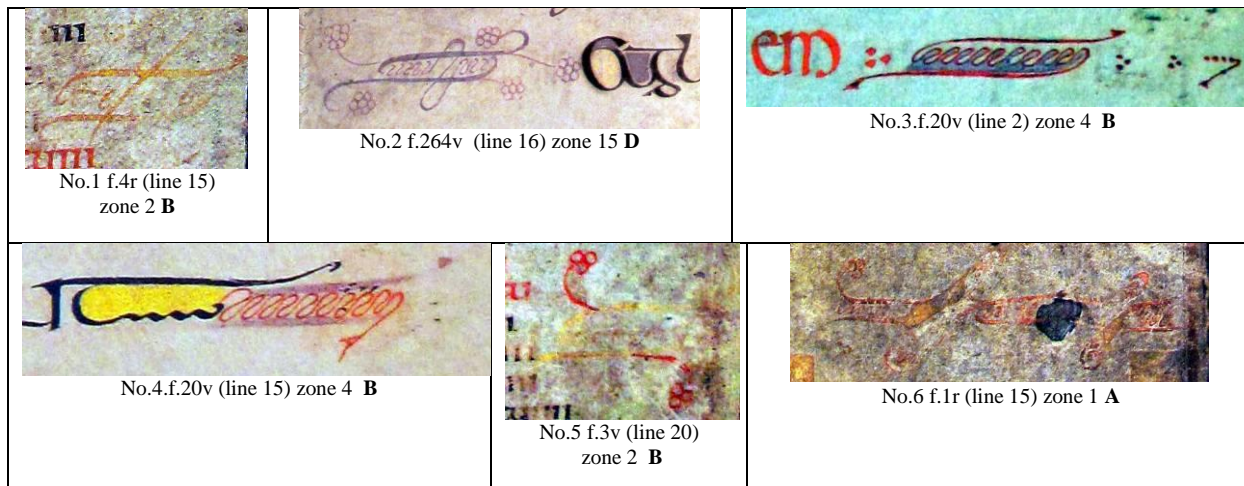 m
um
No.1 f.4r (line 15)
zone 2 B
No.2 f.264v (line 16) zone 15 D
em
No.3.f.20v (line 2) zone 4 B
No.4.f.20v (line 15) zone 4 B
No.5 f.3v (line 20)
zone 2 B
No.6 f.1r (line 15) zone 1 A